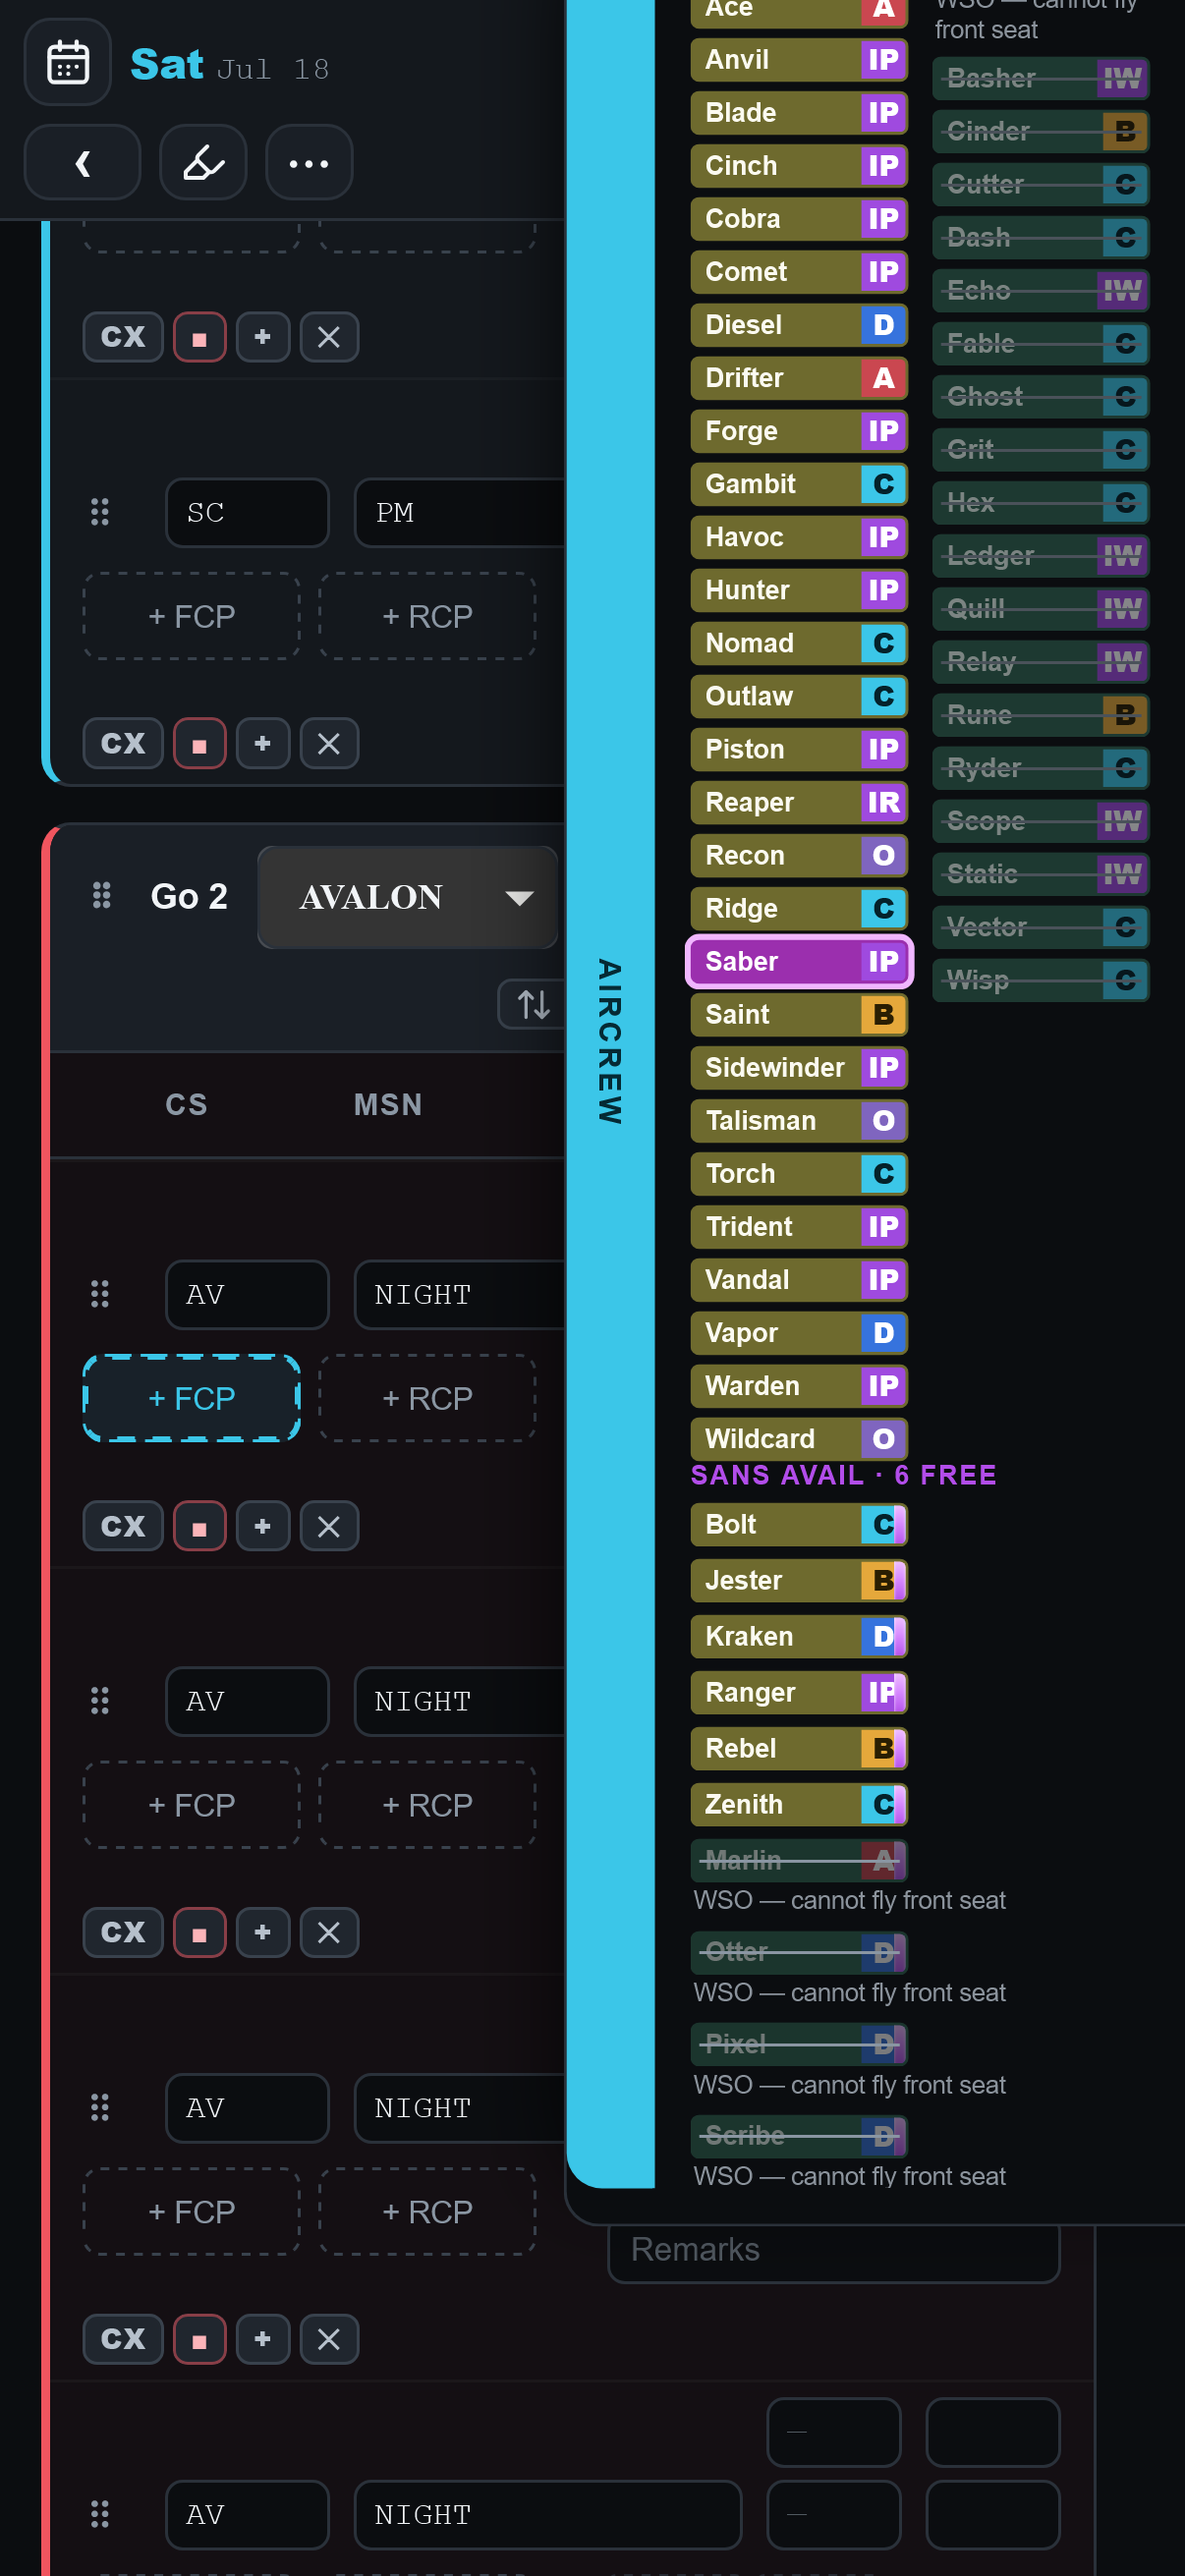 Sat Jul 18
CX + ×
SC PM
+ FCP + RCP
CX + ×
Go 2 AVALON
CS MSN
AV NIGHT
+ FCP + RCP
CX + ×
AV NIGHT
+ FCP + RCP
CX + ×
AV NIGHT
+ FCP + RCP
Remarks
CX + ×
AV NIGHT
AIRCREW
Ace A
Anvil IP
Blade IP
Cinch IP
Cobra IP
Comet IP
Diesel D
Drifter A
Forge IP
Gambit C
Havoc IP
Hunter IP
Nomad C
Outlaw C
Piston IP
Reaper IR
Recon O
Ridge C
Saber IP
Saint B
Sidewinder IP
Talisman O
Torch C
Trident IP
Vandal IP
Vapor D
Warden IP
Wildcard O
WSO — cannot fly
front seat
Basher IW
Cinder B
Cutter C
Dash C
Echo IW
Fable C
Ghost C
Grit C
Hex C
Ledger IW
Quill IW
Relay IW
Rune B
Ryder C
Scope IW
Static IW
Vector C
Wisp C
SANS AVAIL · 6 FREE
Bolt C
Jester B
Kraken D
Ranger IP
Rebel B
Zenith C
Marlin A
WSO — cannot fly front seat
Otter D
WSO — cannot fly front seat
Pixel D
WSO — cannot fly front seat
Scribe D
WSO — cannot fly front seat